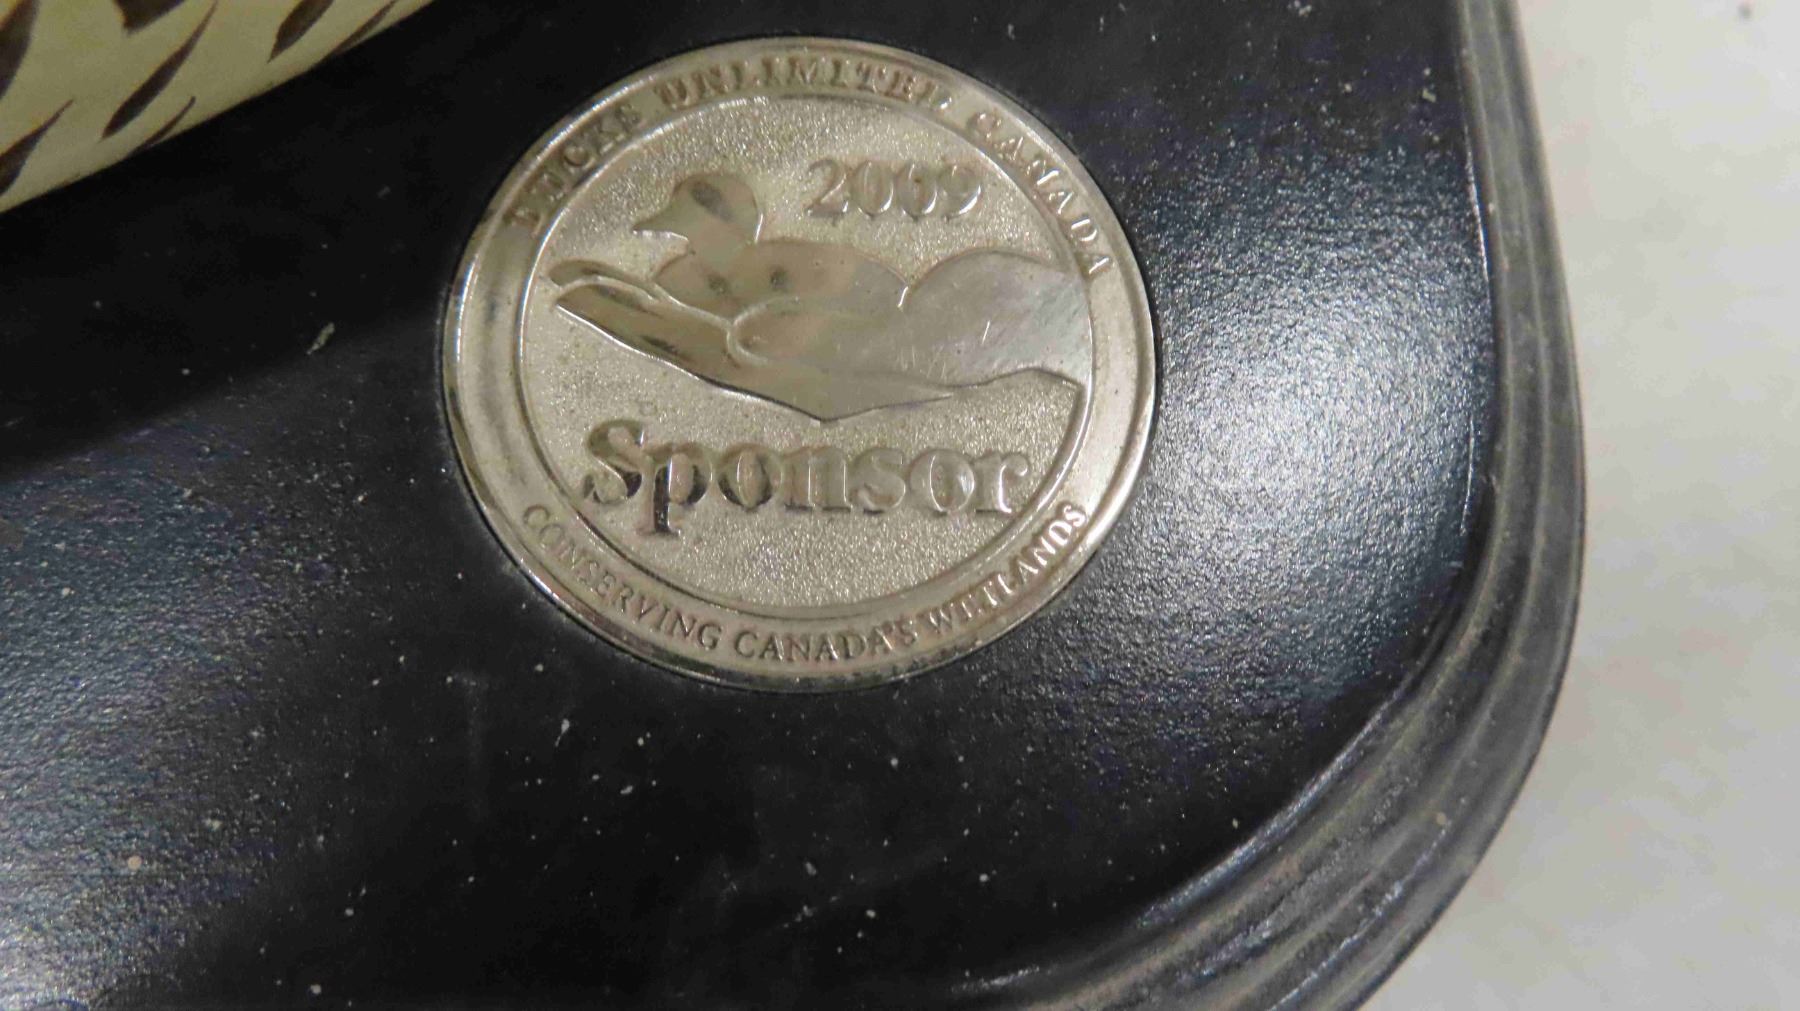 DUCKS UNLIMITED CANADA
2009
Sponsor
CONSERVING CANADA'S WETLANDS